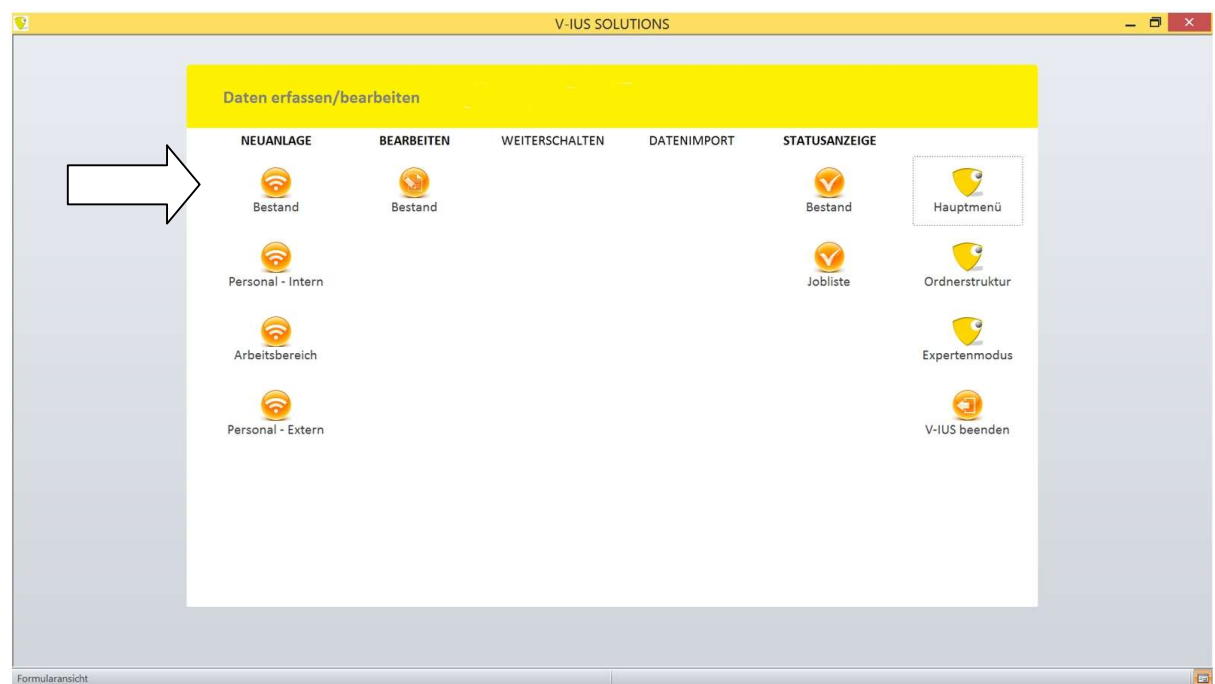 V-IUS SOLUTIONS
Daten erfassen/bearbeiten
NEUANLAGE BEARBEITEN WEITERSCHALTEN DATENIMPORT STATUSANZEIGE
Bestand Bestand Bestand Hauptmenü
Personal - Intern Jobliste Ordnerstruktur
Arbeitsbereich Expertenmodus
Personal - Extern V-IUS beenden
Formularansicht